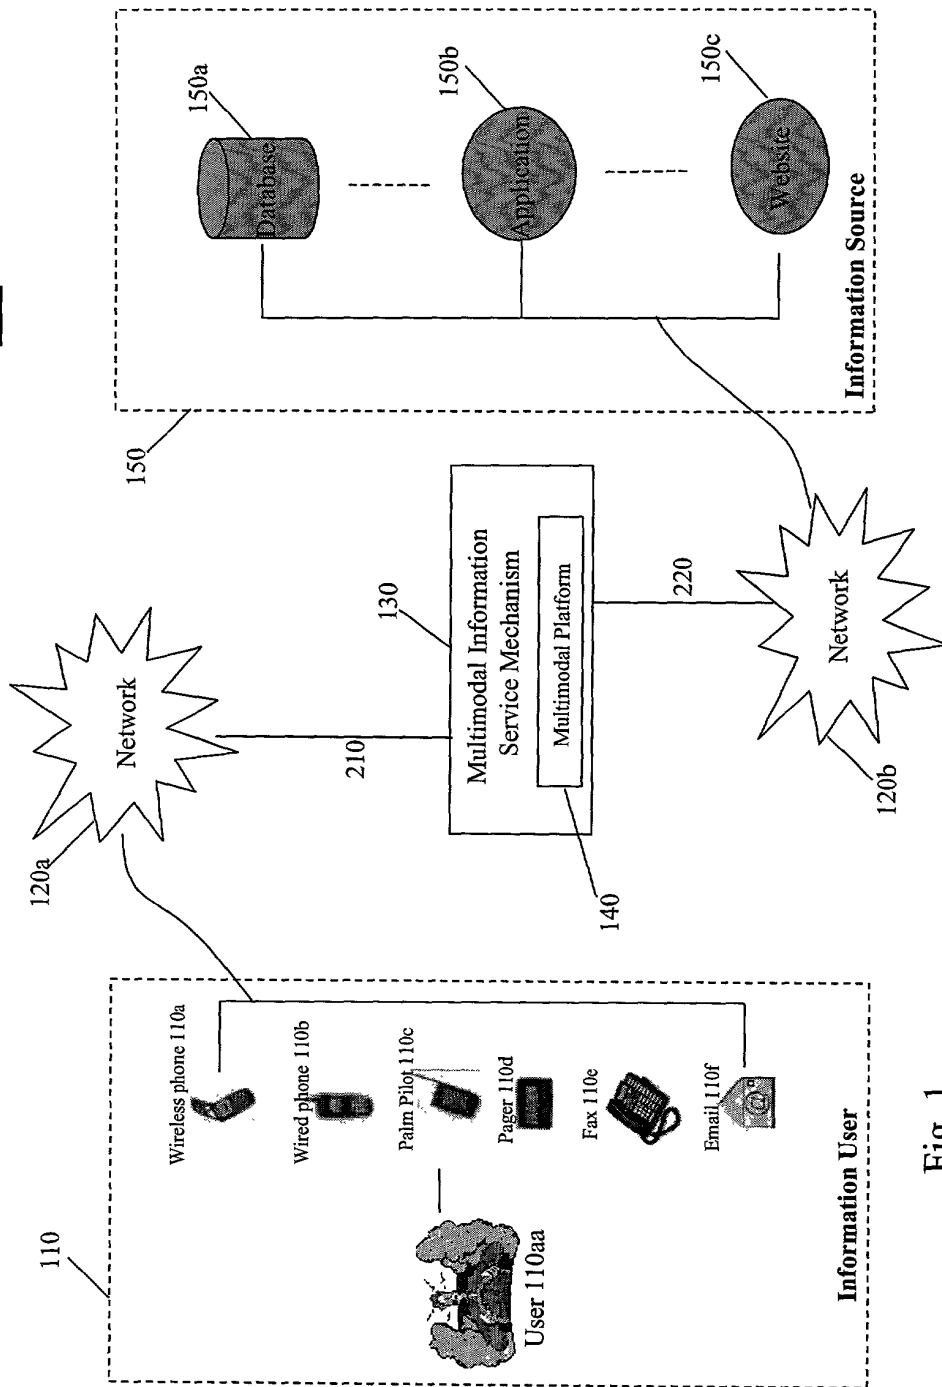 110
User 110aa
Wireless phone 110a
Wired phone 110b
Palm Pilot 110c
Pager 110d
Fax 110e
Email 110f
@
Information User
120a
Network
210
130
Multimodal Information
Service Mechanism
Multimodal Platform
140
220
Network
120b
150
150a
Database
150b
Application
150c
Website
Information Source
Fig. 1